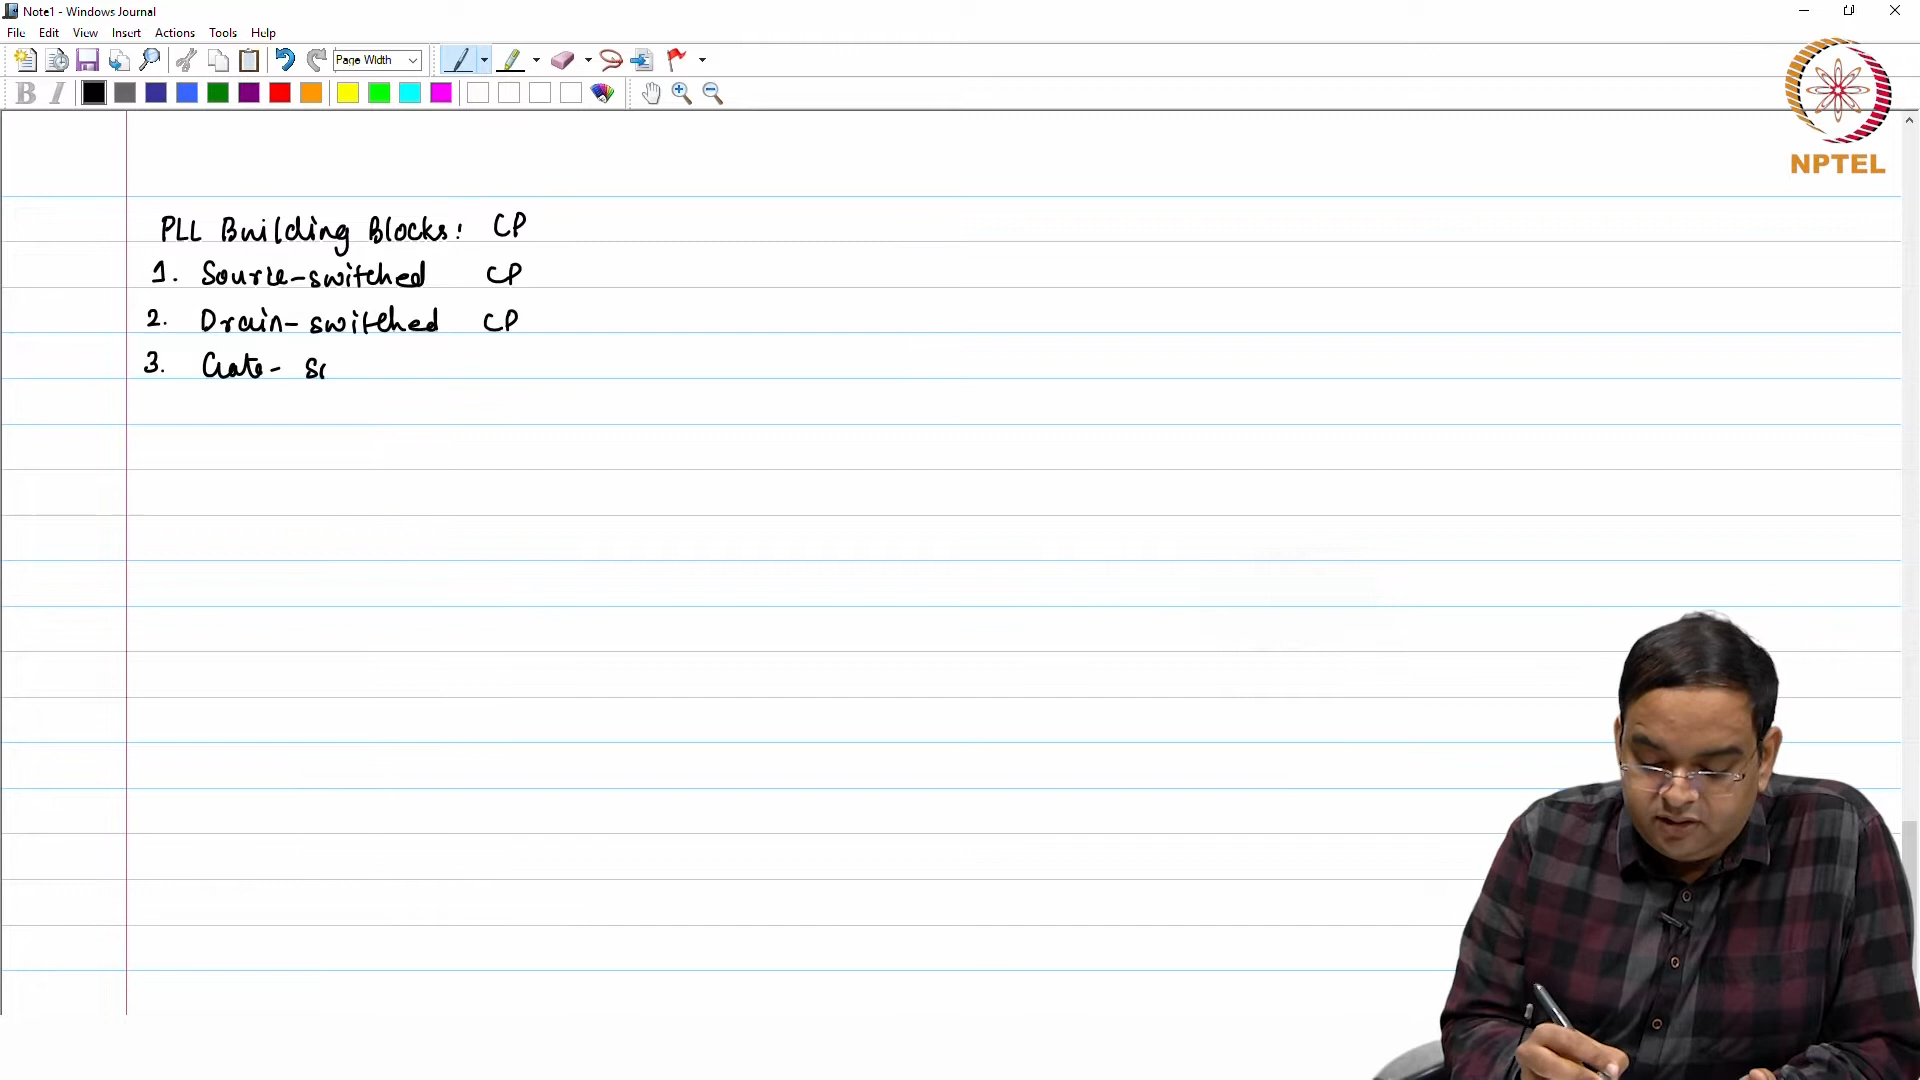 Note1 - Windows Journal
File Edit View Insert Actions Tools Help
Page Width
B I
NPTEL
PLL Building Blocks: CP
1. Source-switched CP
2. Drain-switched CP
3. Gate-